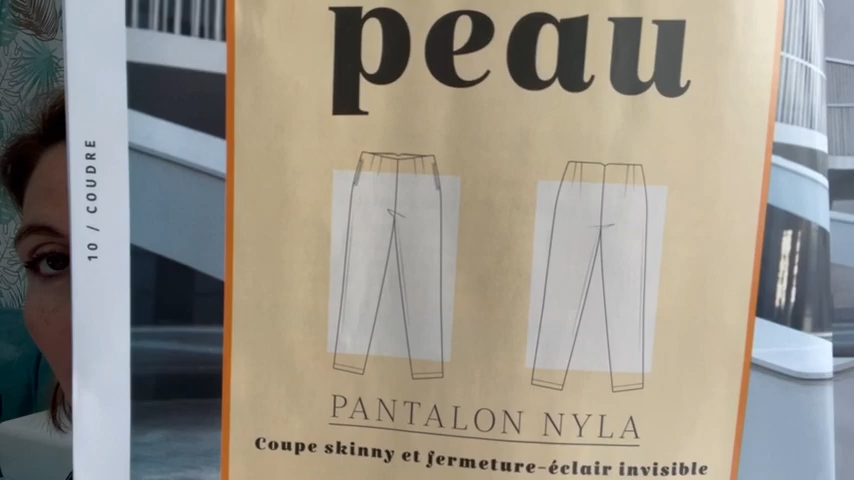 peau
10 / COUDRE
PANTALON NYLA
Coupe skinny et fermeture-éclair invisible